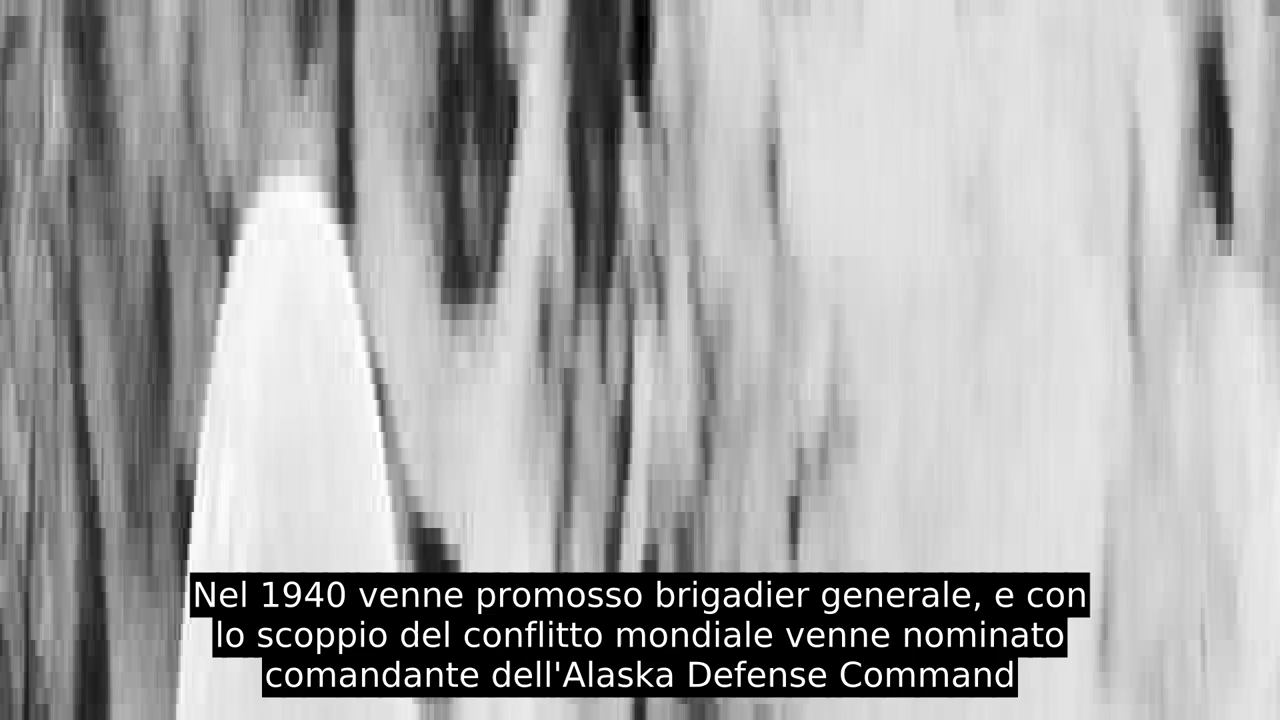 Nel 1940 venne promosso brigadier generale, e con
lo scoppio del conflitto mondiale venne nominato
comandante dell'Alaska Defense Command